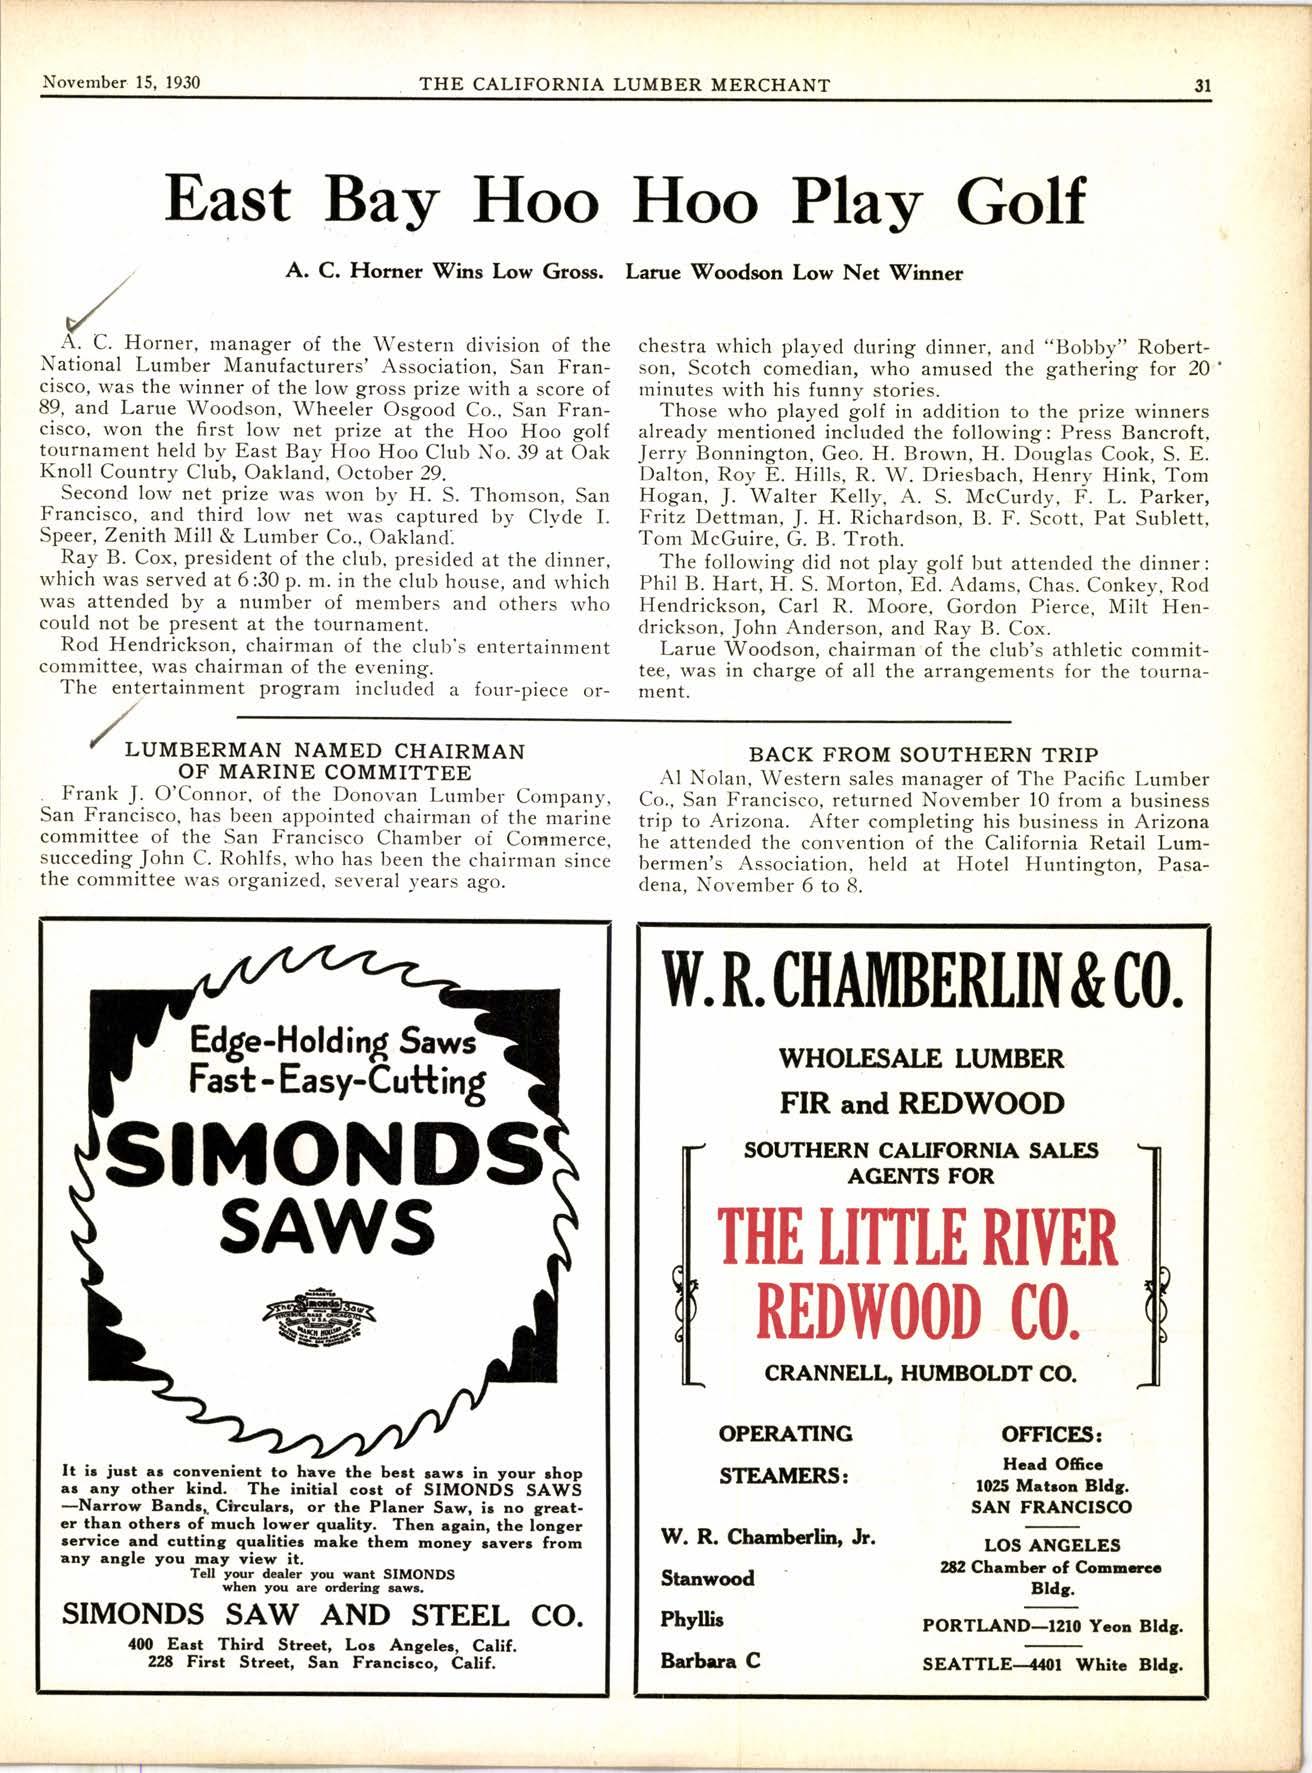 November 15, 1930
THE CALIFORNIA LUMBER MERCHANT
31
East Bay Hoo Hoo Play Golf
A. C. Horner Wins Low Gross. Larue Woodson Low Net Winner
A. C. Horner, manager of the Western division of the
National Lumber Manufacturers' Association, San Fran-
cisco, was the winner of the low gross prize with a score of
89, and Larue Woodson, Wheeler Osgood Co., San Fran-
cisco, won the first low net prize at the Hoo Hoo golf
tournament held by East Bay Hoo Hoo Club No. 39 at Oak
Knoll Country Club, Oakland, October 29.
Second low net prize was won by H. S. Thomson, San
Francisco, and third low net was captured by Clyde I.
Speer, Zenith Mill & Lumber Co., Oakland.
Ray B. Cox, president of the club, presided at the dinner,
which was served at 6:30 p. m. in the club house, and which
was attended by a number of members and others who
could not be present at the tournament.
Rod Hendrickson, chairman of the club's entertainment
committee, was chairman of the evening.
The entertainment program included a four-piece or-
chestra which played during dinner, and "Bobby" Robert-
son, Scotch comedian, who amused the gathering for 20
minutes with his funny stories.
Those who played golf in addition to the prize winners
already mentioned included the following: Press Bancroft,
Jerry Bonnington, Geo. H. Brown, H. Douglas Cook, S. E.
Dalton, Roy E. Hills, R. W. Driesbach, Henry Hink, Tom
Hogan, J. Walter Kelly, A. S. McCurdy, F. L. Parker,
Fritz Dettman, J. H. Richardson, B. F. Scott, Pat Sublett,
Tom McGuire, G. B. Troth.
The following did not play golf but attended the dinner:
Phil B. Hart, H. S. Morton, Ed. Adams, Chas. Conkey, Rod
Hendrickson, Carl R. Moore, Gordon Pierce, Milt Hen-
drickson, John Anderson, and Ray B. Cox.
Larue Woodson, chairman of the club's athletic commit-
tee, was in charge of all the arrangements for the tourna-
ment.
LUMBERMAN NAMED CHAIRMAN
OF MARINE COMMITTEE
Frank J. O'Connor, of the Donovan Lumber Company,
San Francisco, has been appointed chairman of the marine
committee of the San Francisco Chamber of Commerce,
succeding John C. Rohlfs, who has been the chairman since
the committee was organized, several years ago.
BACK FROM SOUTHERN TRIP
Al Nolan, Western sales manager of The Pacific Lumber
Co., San Francisco, returned November 10 from a business
trip to Arizona. After completing his business in Arizona
he attended the convention of the California Retail Lum-
bermen's Association, held at Hotel Huntington, Pasa-
dena, November 6 to 8.
Edge-Holding Saws
Fast-Easy-Cutting
SIMONDS
SAWS
The Simonds Saw
It is just as convenient to have the best saws in your shop
as any other kind. The initial cost of SIMONDS SAWS
—Narrow Bands, Circulars, or the Planer Saw, is no great-
er than others of much lower quality. Then again, the longer
service and cutting qualities make them money savers from
any angle you may view it.
Tell your dealer you want SIMONDS
when you are ordering saws.
SIMONDS SAW AND STEEL CO.
400 East Third Street, Los Angeles, Calif.
228 First Street, San Francisco, Calif.
W. R. CHAMBERLIN & CO.
WHOLESALE LUMBER
FIR and REDWOOD
SOUTHERN CALIFORNIA SALES
AGENTS FOR
THE LITTLE RIVER
REDWOOD CO.
CRANNELL, HUMBOLDT CO.
OPERATING
STEAMERS:
W. R. Chamberlin, Jr.
Stanwood
Phyllis
Barbara C
OFFICES:
Head Office
1025 Matson Bldg.
SAN FRANCISCO
LOS ANGELES
282 Chamber of Commerce
Bldg.
PORTLAND—1210 Yeon Bldg.
SEATTLE—4401 White Bldg.